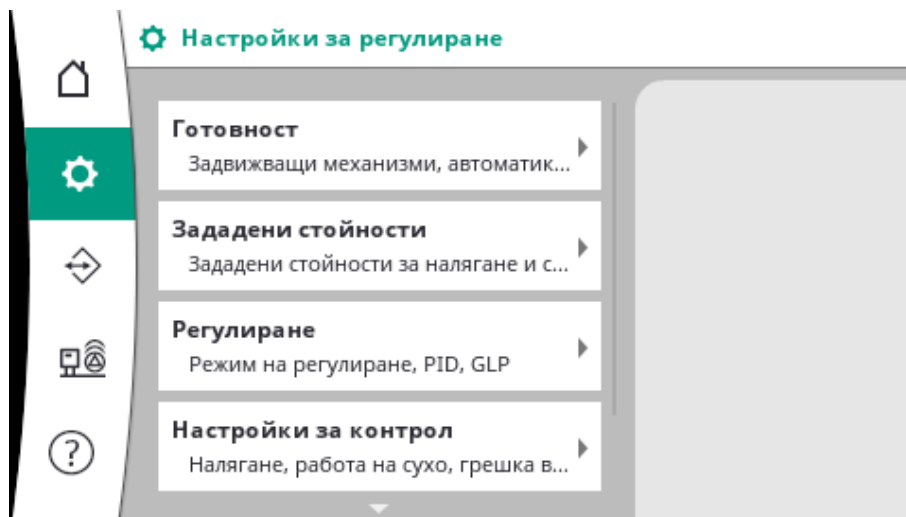 Настройки за регулиране
Готовност
Задвижващи механизми, автоматик...
Зададени стойности
Зададени стойности за налягане и с...
Регулиране
Режим на регулиране, PID, GLP
Настройки за контрол
Налягане, работа на сухо, грешка в...
?